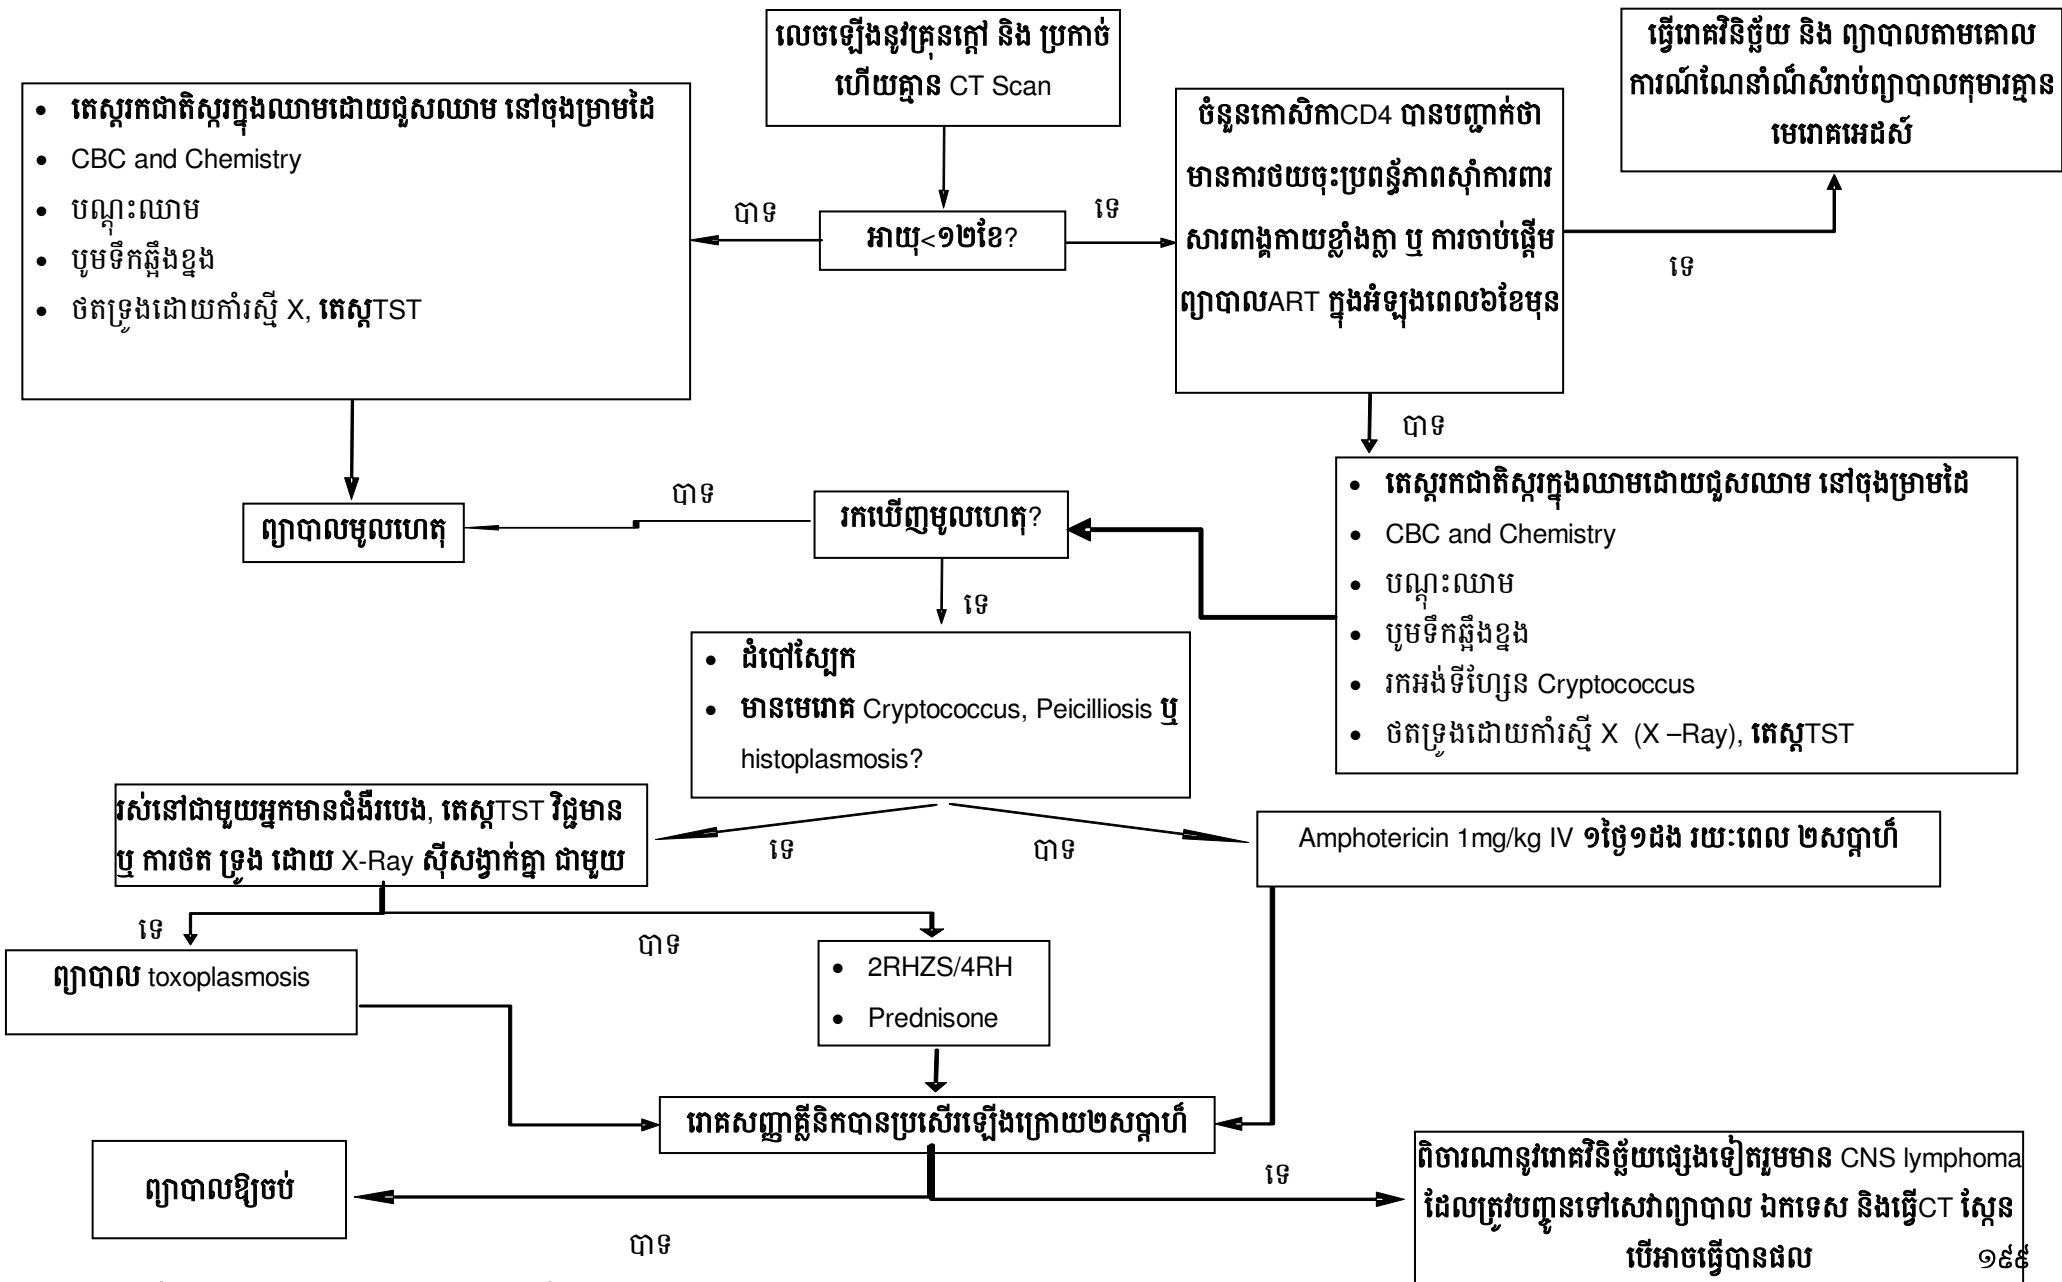 លេចឡើងនូវគ្រុនក្តៅ និង ប្រកាច់
ហើយគ្មាន CT Scan
ធ្វើរោគវិនិច្ឆ័យ និង ព្យាបាលតាមគោល
ការណ៍ណែនាំណ៏សំរាប់ព្យាបាលកុមារគ្មាន
មេរោគអេដស៍
• តេស្តរកជាតិស្ករក្នុងឈាមដោយជួសឈាម នៅចុងម្រាមដៃ
• CBC and Chemistry
• បណ្តុះឈាម
• បូមទឹកឆ្អឹងខ្នង
• ថតទ្រូងដោយកាំរស្មី X, តេស្តTST
បាទ
អាយុ<១២ខែ?
ទេ
ចំនួនកោសិកាCD4 បានបញ្ជាក់ថា
មានការថយចុះប្រពន្ធ័ភាពស៊ាំការពារ
សារពាង្គកាយខ្លាំងក្លា ឬ ការចាប់ផ្តើម
ព្យាបាលART ក្នុងអំឡុងពេល៦ខែមុន
ទេ
បាទ
ព្យាបាលមូលហេតុ
បាទ
រកឃើញមូលហេតុ?
ទេ
• តេស្តរកជាតិស្ករក្នុងឈាមដោយជួសឈាម នៅចុងម្រាមដៃ
• CBC and Chemistry
• បណ្តុះឈាម
• បូមទឹកឆ្អឹងខ្នង
• រកអង់ទីហ្សែន Cryptococcus
• ថតទ្រូងដោយកាំរស្មី X (X –Ray), តេស្តTST
• ដំបៅស្បែក
• មានមេរោគ Cryptococcus, Peicilliosis ឬ
histoplasmosis?
រស់នៅជាមួយអ្នកមានជំងឺរបេង, តេស្តTST វិជ្ជមាន
ឬ ការថត ទ្រូង ដោយ X-Ray ស៊ីសង្វាក់គ្នា ជាមួយ
ទេ
បាទ
Amphotericin 1mg/kg IV ១ថ្ងៃ១ដង រយៈពេល ២សប្តាហ៏
ទេ
បាទ
ព្យាបាល toxoplasmosis
• 2RHZS/4RH
• Prednisone
រោគសញ្ញាគ្លីនិកបានប្រសើរឡើងក្រោយ២សប្តាហ៏
ព្យាបាលឱ្យចប់
បាទ
ទេ
ពិចារណានូវរោគវិនិច្ឆ័យផ្សេងទៀតរួមមាន CNS lymphoma
ដែលត្រូវបញ្ជូនទៅសេវាព្យាបាល ឯកទេស និងធ្វើCT ស្កែន
បើអាចធ្វើបានផល
១៩៩